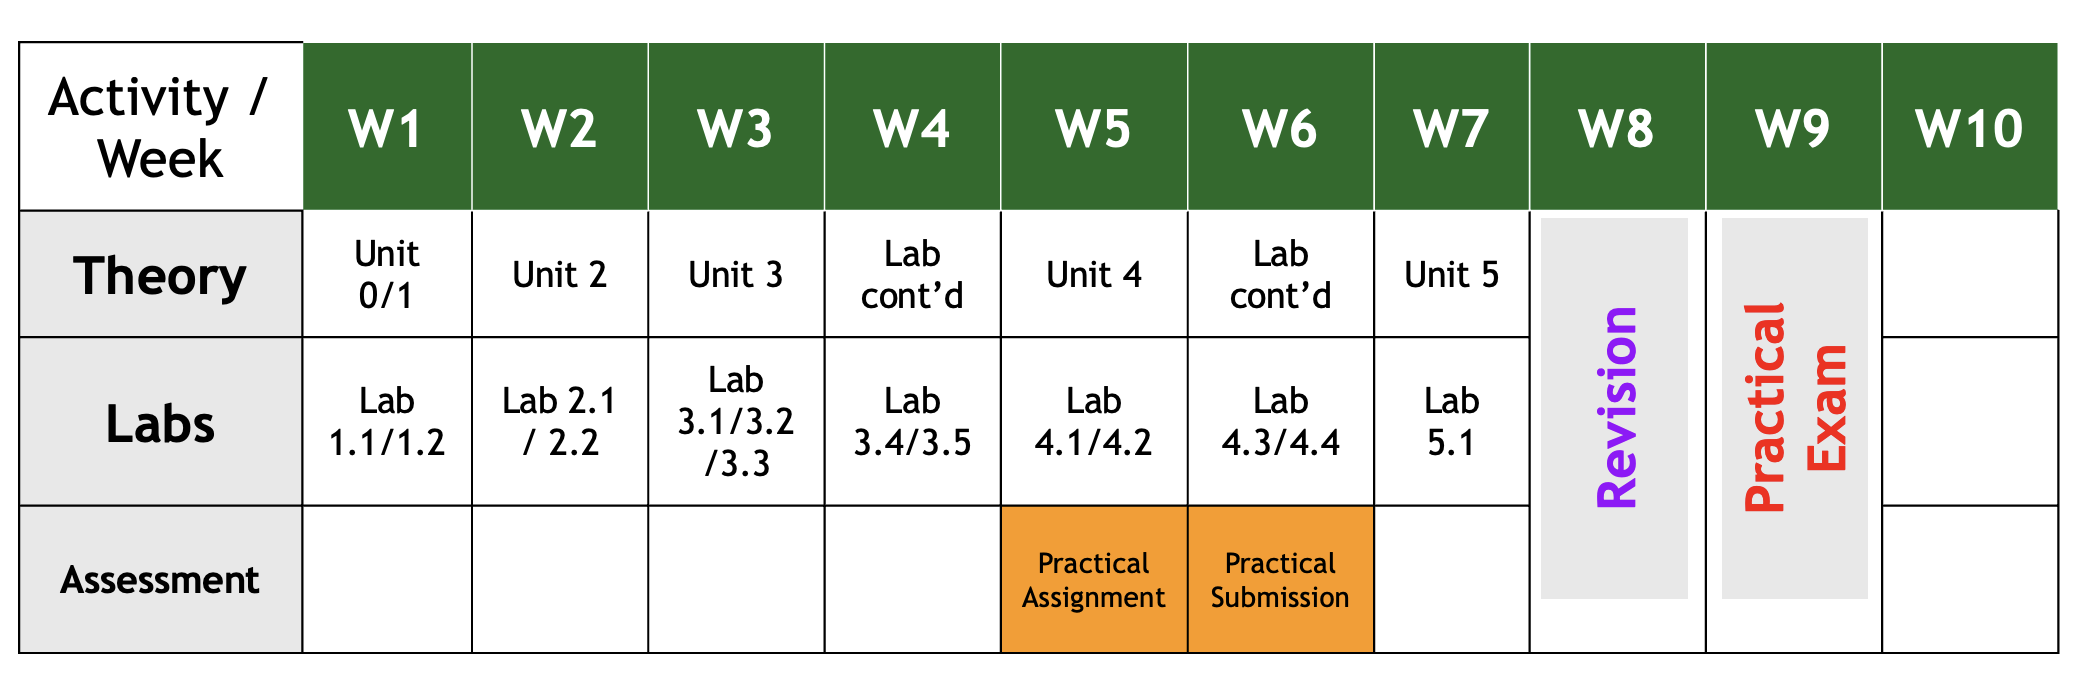 Activity /
Week
W1
W2
W3
W4
W5
W6
W7
W8
W9
W10
Theory
Unit
0/1
Unit 2
Unit 3
Lab
cont’d
Unit 4
Lab
cont’d
Unit 5
Revision
Practical
Exam
Labs
Lab
1.1/1.2
Lab 2.1
/ 2.2
Lab
3.1/3.2
/3.3
Lab
3.4/3.5
Lab
4.1/4.2
Lab
4.3/4.4
Lab
5.1
Assessment
Practical
Assignment
Practical
Submission